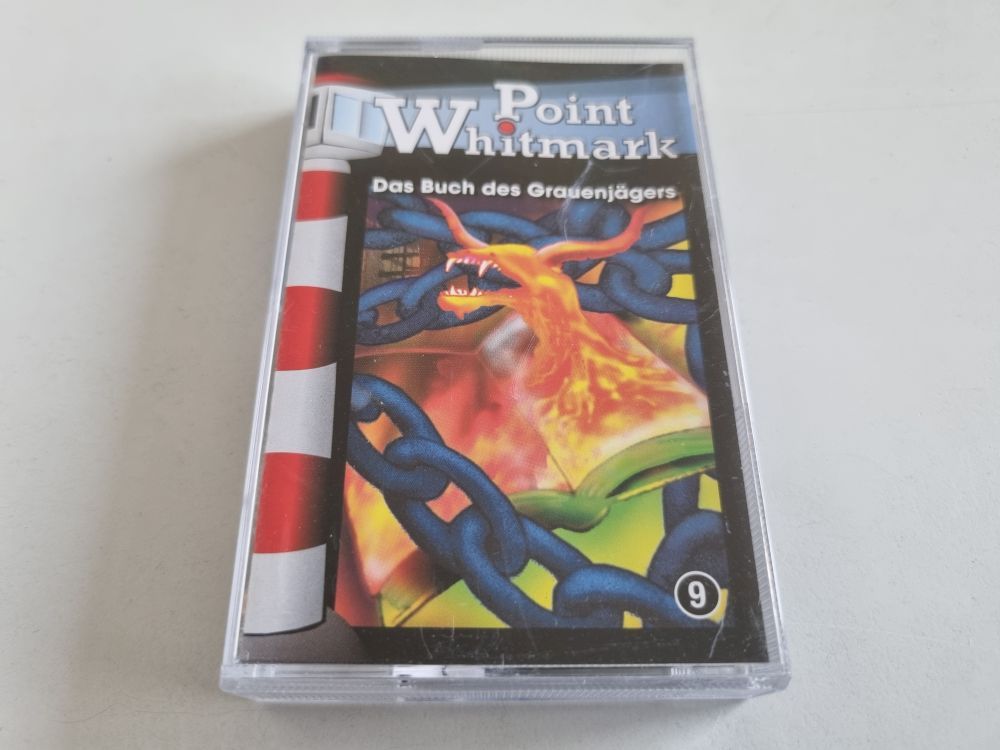 Point
Whitmark
Das Buch des Grauenjägers
9